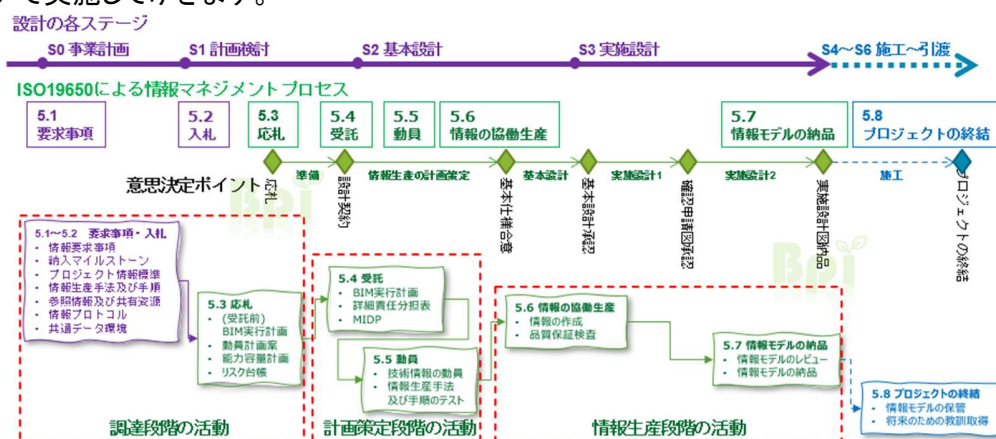 いて実施してけきます。
設計の各ステージ
S0 事業計画
S1 計画検討
S2 基本設計
S3 実施設計
S4~S6 施工~引渡
ISO19650による情報マネジメントプロセス
5.1
要求事項
5.2
入札
5.3
応札
5.4
受託
5.5
動員
5.6
情報の協働生産
5.7
情報モデルの納品
5.8
プロジェクトの終結
意思決定ポイント
応札
準備
設計契約
情報生産の計画策定
基本仕様合意
基本設計
基本設計承認
実施設計1
確認申請図承認
実施設計2
実施設計図納品
施工
プロジェクトの終結
Bpi
Bpi
5.1~5.2 要求事項・入札
・ 情報要求事項
・ 納入マイルストーン
・ プロジェクト情報標準
・ 情報生産手法及び手順
・ 参照情報及び共有資源
・ 情報プロトコル
・ 共通データ環境
5.3 応札
・ (受託前)
BIM実行計画
・ 動員計画案
・ 能力容量計画
・ リスク台帳
調達段階の活動
5.4 受託
・ BIM実行計画
・ 詳細責任分担表
・ MIDP
5.5 動員
・ 技術情報の動員
・ 情報生産手法
及び手順のテスト
計画策定段階の活動
5.6 情報の協働生産
・ 情報の作成
・ 品質保証検査
5.7 情報モデルの納品
・ 情報モデルのレビュー
・ 情報モデルの納品
情報生産段階の活動
5.8 プロジェクトの終結
・ 情報モデルの保管
・ 将来のための教訓取得